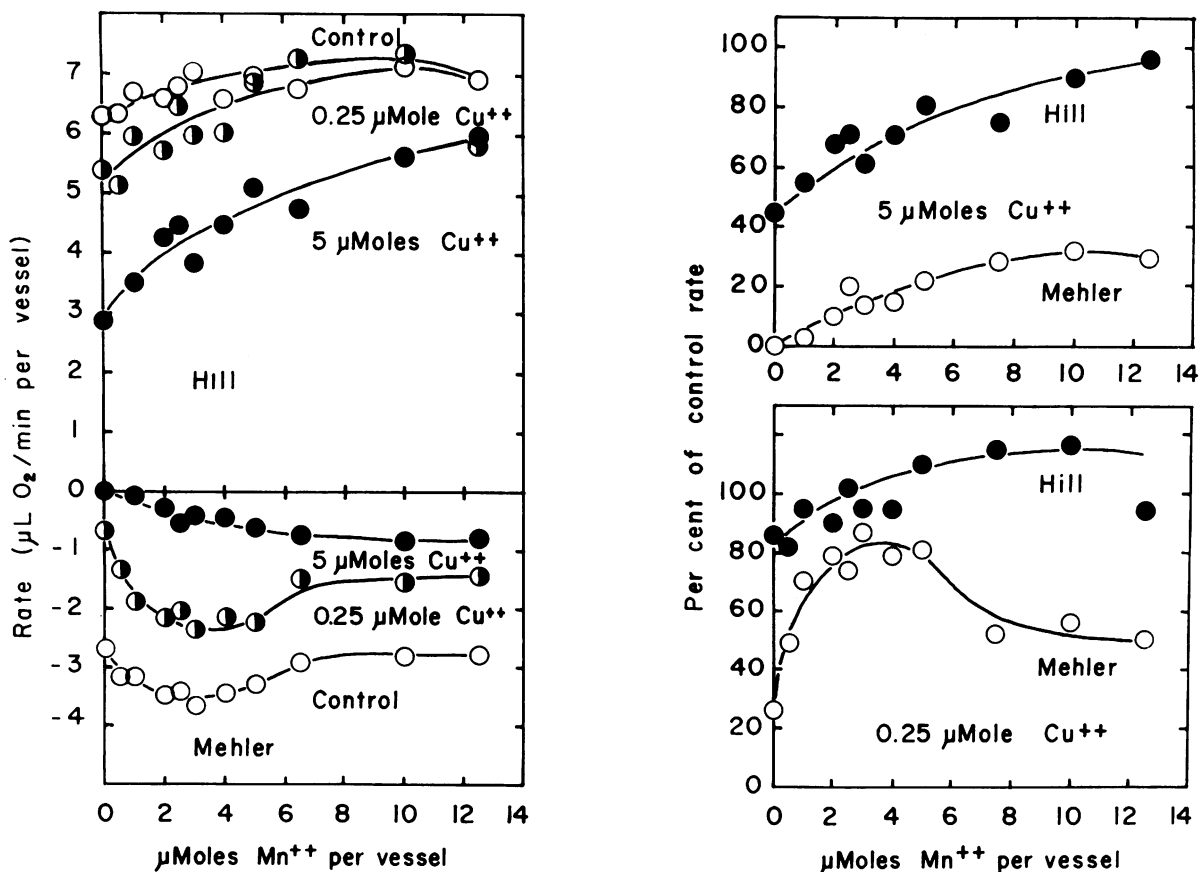 Control
0.25 µMole Cu++
5 µMoles Cu++
Hill
5 µMoles Cu++
0.25 µMole Cu++
Control
Mehler
7
6
5
4
3
2
1
0
-1
-2
-3
-4
Rate (µL O₂/min per vessel)
0 2 4 6 8 10 12 14
µMoles Mn++ per vessel
100
80
60
40
20
0
Hill
5 µMoles Cu++
Mehler
0 2 4 6 8 10 12 14
Per cent of control rate
100
80
60
40
20
0
Hill
Mehler
0.25 µMole Cu++
0 2 4 6 8 10 12 14
µMoles Mn++ per vessel